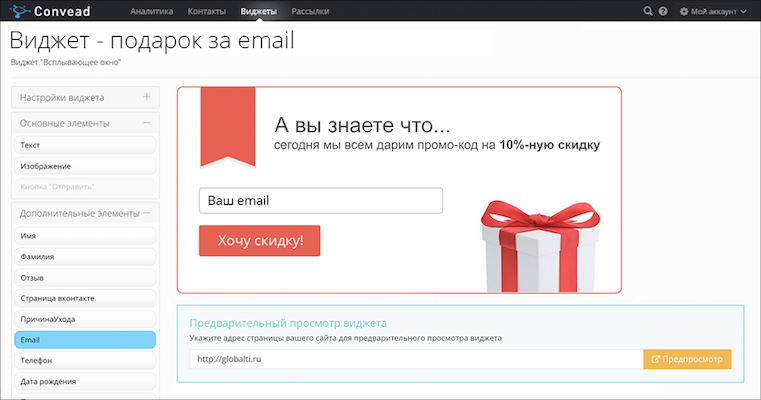 Convead
Аналитика Контакты Виджеты Рассылки
Мой аккаунт
Виджет - подарок за email
Виджет "Всплывающее окно"
Настройки виджета
Основные элементы
Текст
Изображение
Кнопка "Отправить"
Дополнительные элементы
Имя
Фамилия
Отзыв
Страница вконтакте
ПричинаУхода
Email
Телефон
Дата рождения
А вы знаете что...
сегодня мы всем дарим промо-код на 10%-ную скидку
Ваш email
Хочу скидку!
Предварительный просмотр виджета
Укажите адрес страницы вашего сайта для предварительного просмотра виджета
http://globalti.ru
Предпросмотр